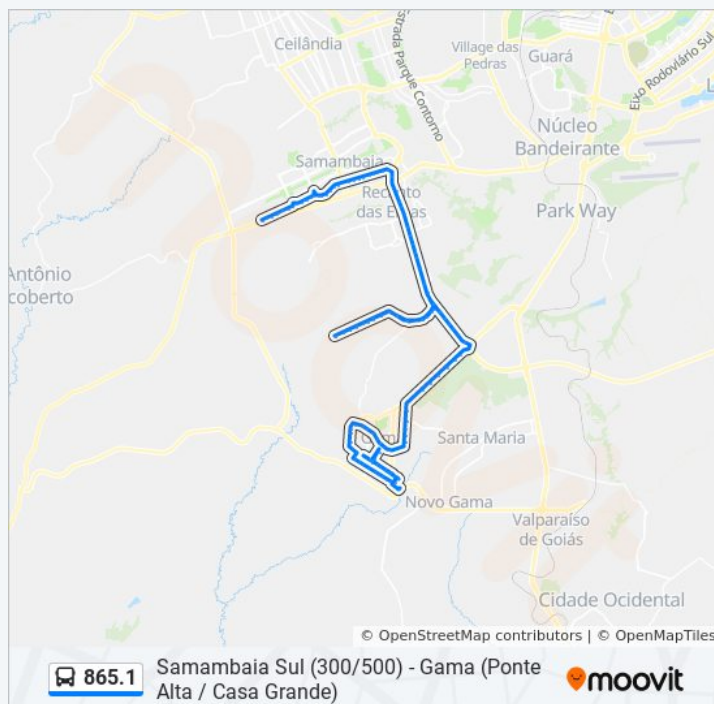 Ceilândia
Estrada Parque Contorno
Village das
Pedras
Guará
Eixo Rodoviário Sul
Núcleo
Bandeirante
Samambaia
Recanto
das Emas
Park Way
Antônio
coberto
Gama
Santa Maria
Novo Gama
Valparaíso
de Goiás
Cidade Ocidental
© OpenStreetMap contributors | © OpenMapTiles
865.1
Samambaia Sul (300/500) - Gama (Ponte
Alta / Casa Grande)
moovit